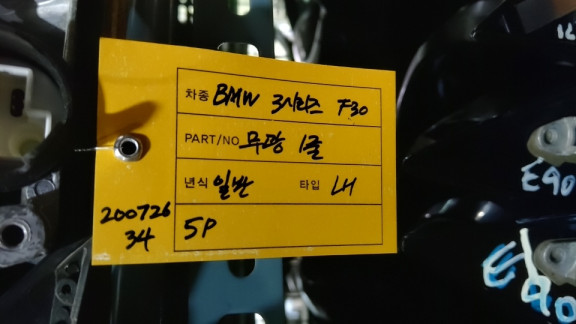 차종 BMW 3시리즈 F30
PART/NO 무광 1줄
년식 일반 타입 LH
5P
200726
34
E90
E90